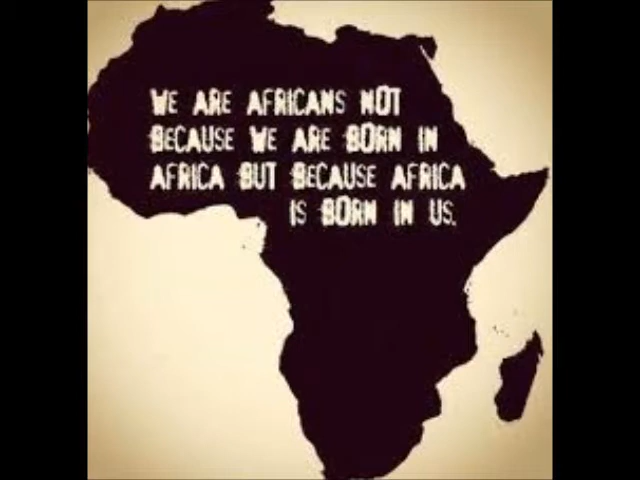 WE ARE AFRICANS NOT
BECAUSE WE ARE BORN IN
AFRICA BUT BECAUSE AFRICA
IS BORN IN US.